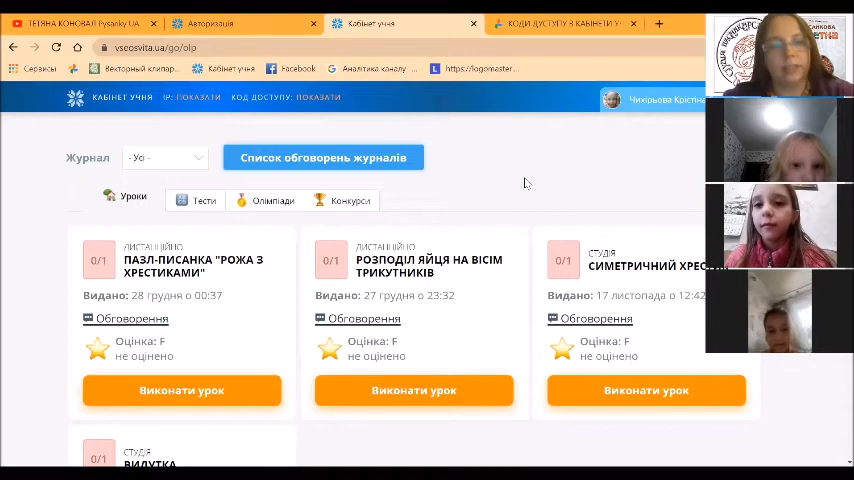 ТЕТЯНА КОНОВАЛ Pysanky UA
Авторизація
Кабінет учня
КОДИ ДОСТУПУ В КАБІНЕТИ УЧ
vseosvita.ua/go/olp
Сервисы
Векторный клипар...
Кабінет учня
Facebook
Аналітика каналу ...
https://logomaster...
КАБІНЕТ УЧНЯ
IP: ПОКАЗАТИ
КОД ДОСТУПУ: ПОКАЗАТИ
Чихірьова Крістіна
Журнал
- Усі -
Список обговорень журналів
Уроки
Тести
Олімпіади
Конкурси
0/1
ДИСТАНЦІЙНО
ПАЗЛ-ПИСАНКА "РОЖА З
ХРЕСТИКАМИ"
Видано: 28 грудня о 00:37
Обговорення
Оцінка: F
не оцінено
Виконати урок
0/1
ДИСТАНЦІЙНО
РОЗПОДІЛ ЯЙЦЯ НА ВІСІМ
ТРИКУТНИКІВ
Видано: 27 грудня о 23:32
Обговорення
Оцінка: F
не оцінено
Виконати урок
0/1
СТУДІЯ
СИМЕТРИЧНИЙ
Видано: 17 листопада о 12:42
Обговорення
Оцінка: F
не оцінено
Виконати урок
0/1
СТУДІЯ